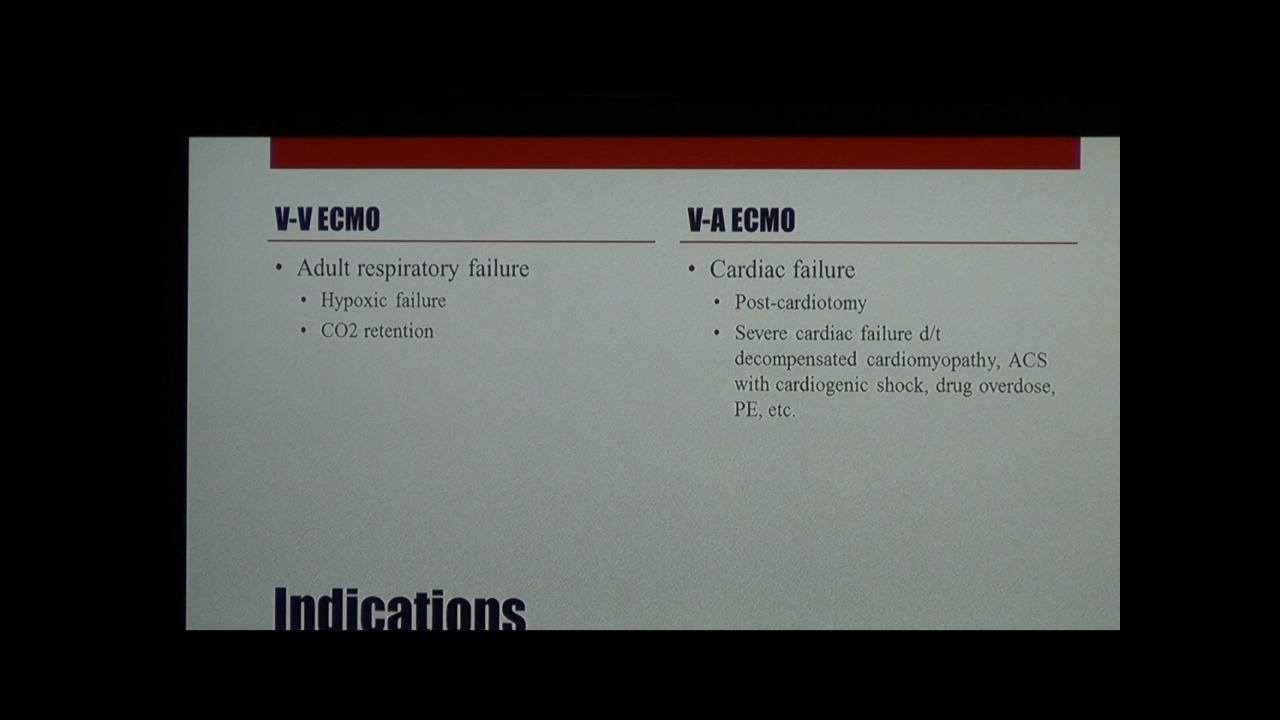 V-V ECMO
• Adult respiratory failure
• Hypoxic failure
• CO2 retention
V-A ECMO
• Cardiac failure
• Post-cardiotomy
• Severe cardiac failure d/t
decompensated cardiomyopathy, ACS
with cardiogenic shock, drug overdose,
PE, etc.
Indications